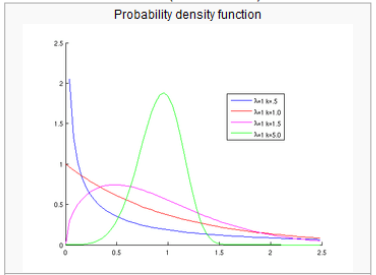 Probability density function
2.5
2
1.5
1
0.5
0
0 0.5 1 1.5 2 2.5
λ=1 k=.5
λ=1 k=1.0
λ=1 k=1.5
λ=1 k=5.0